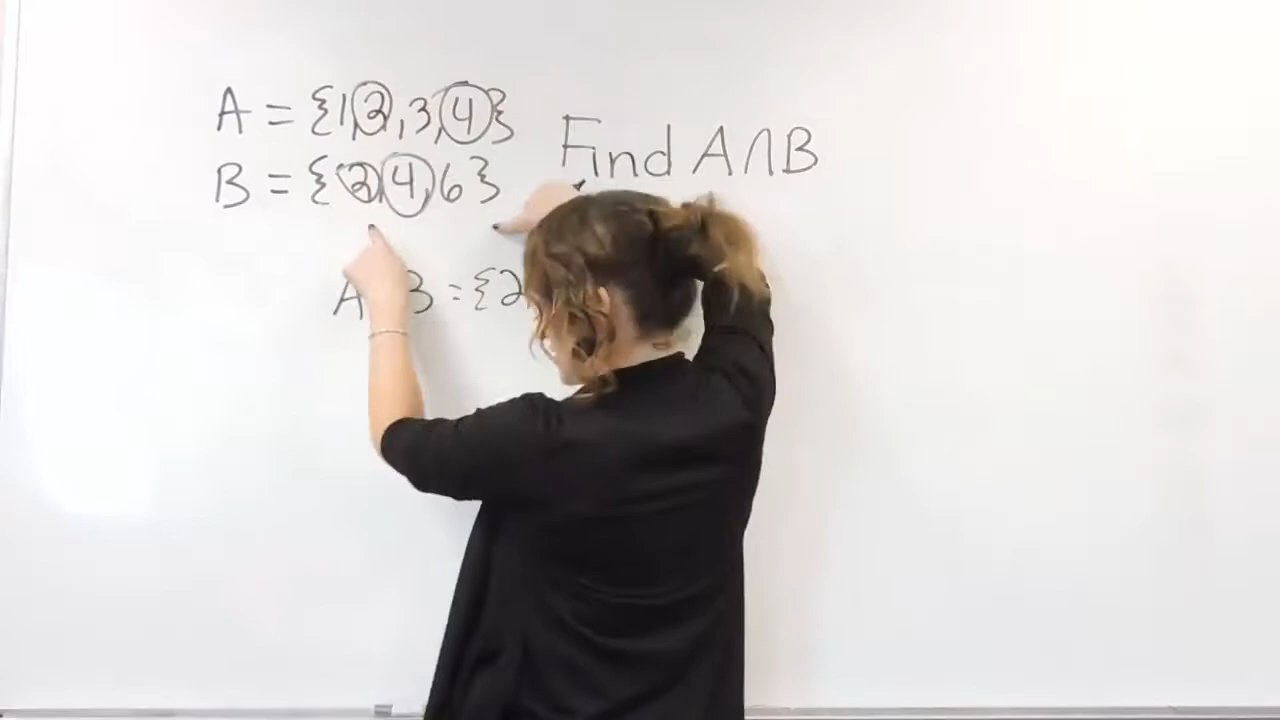 A = {1,2,3,4}
B = {2,4,6}
Find A∩B
A B = {2